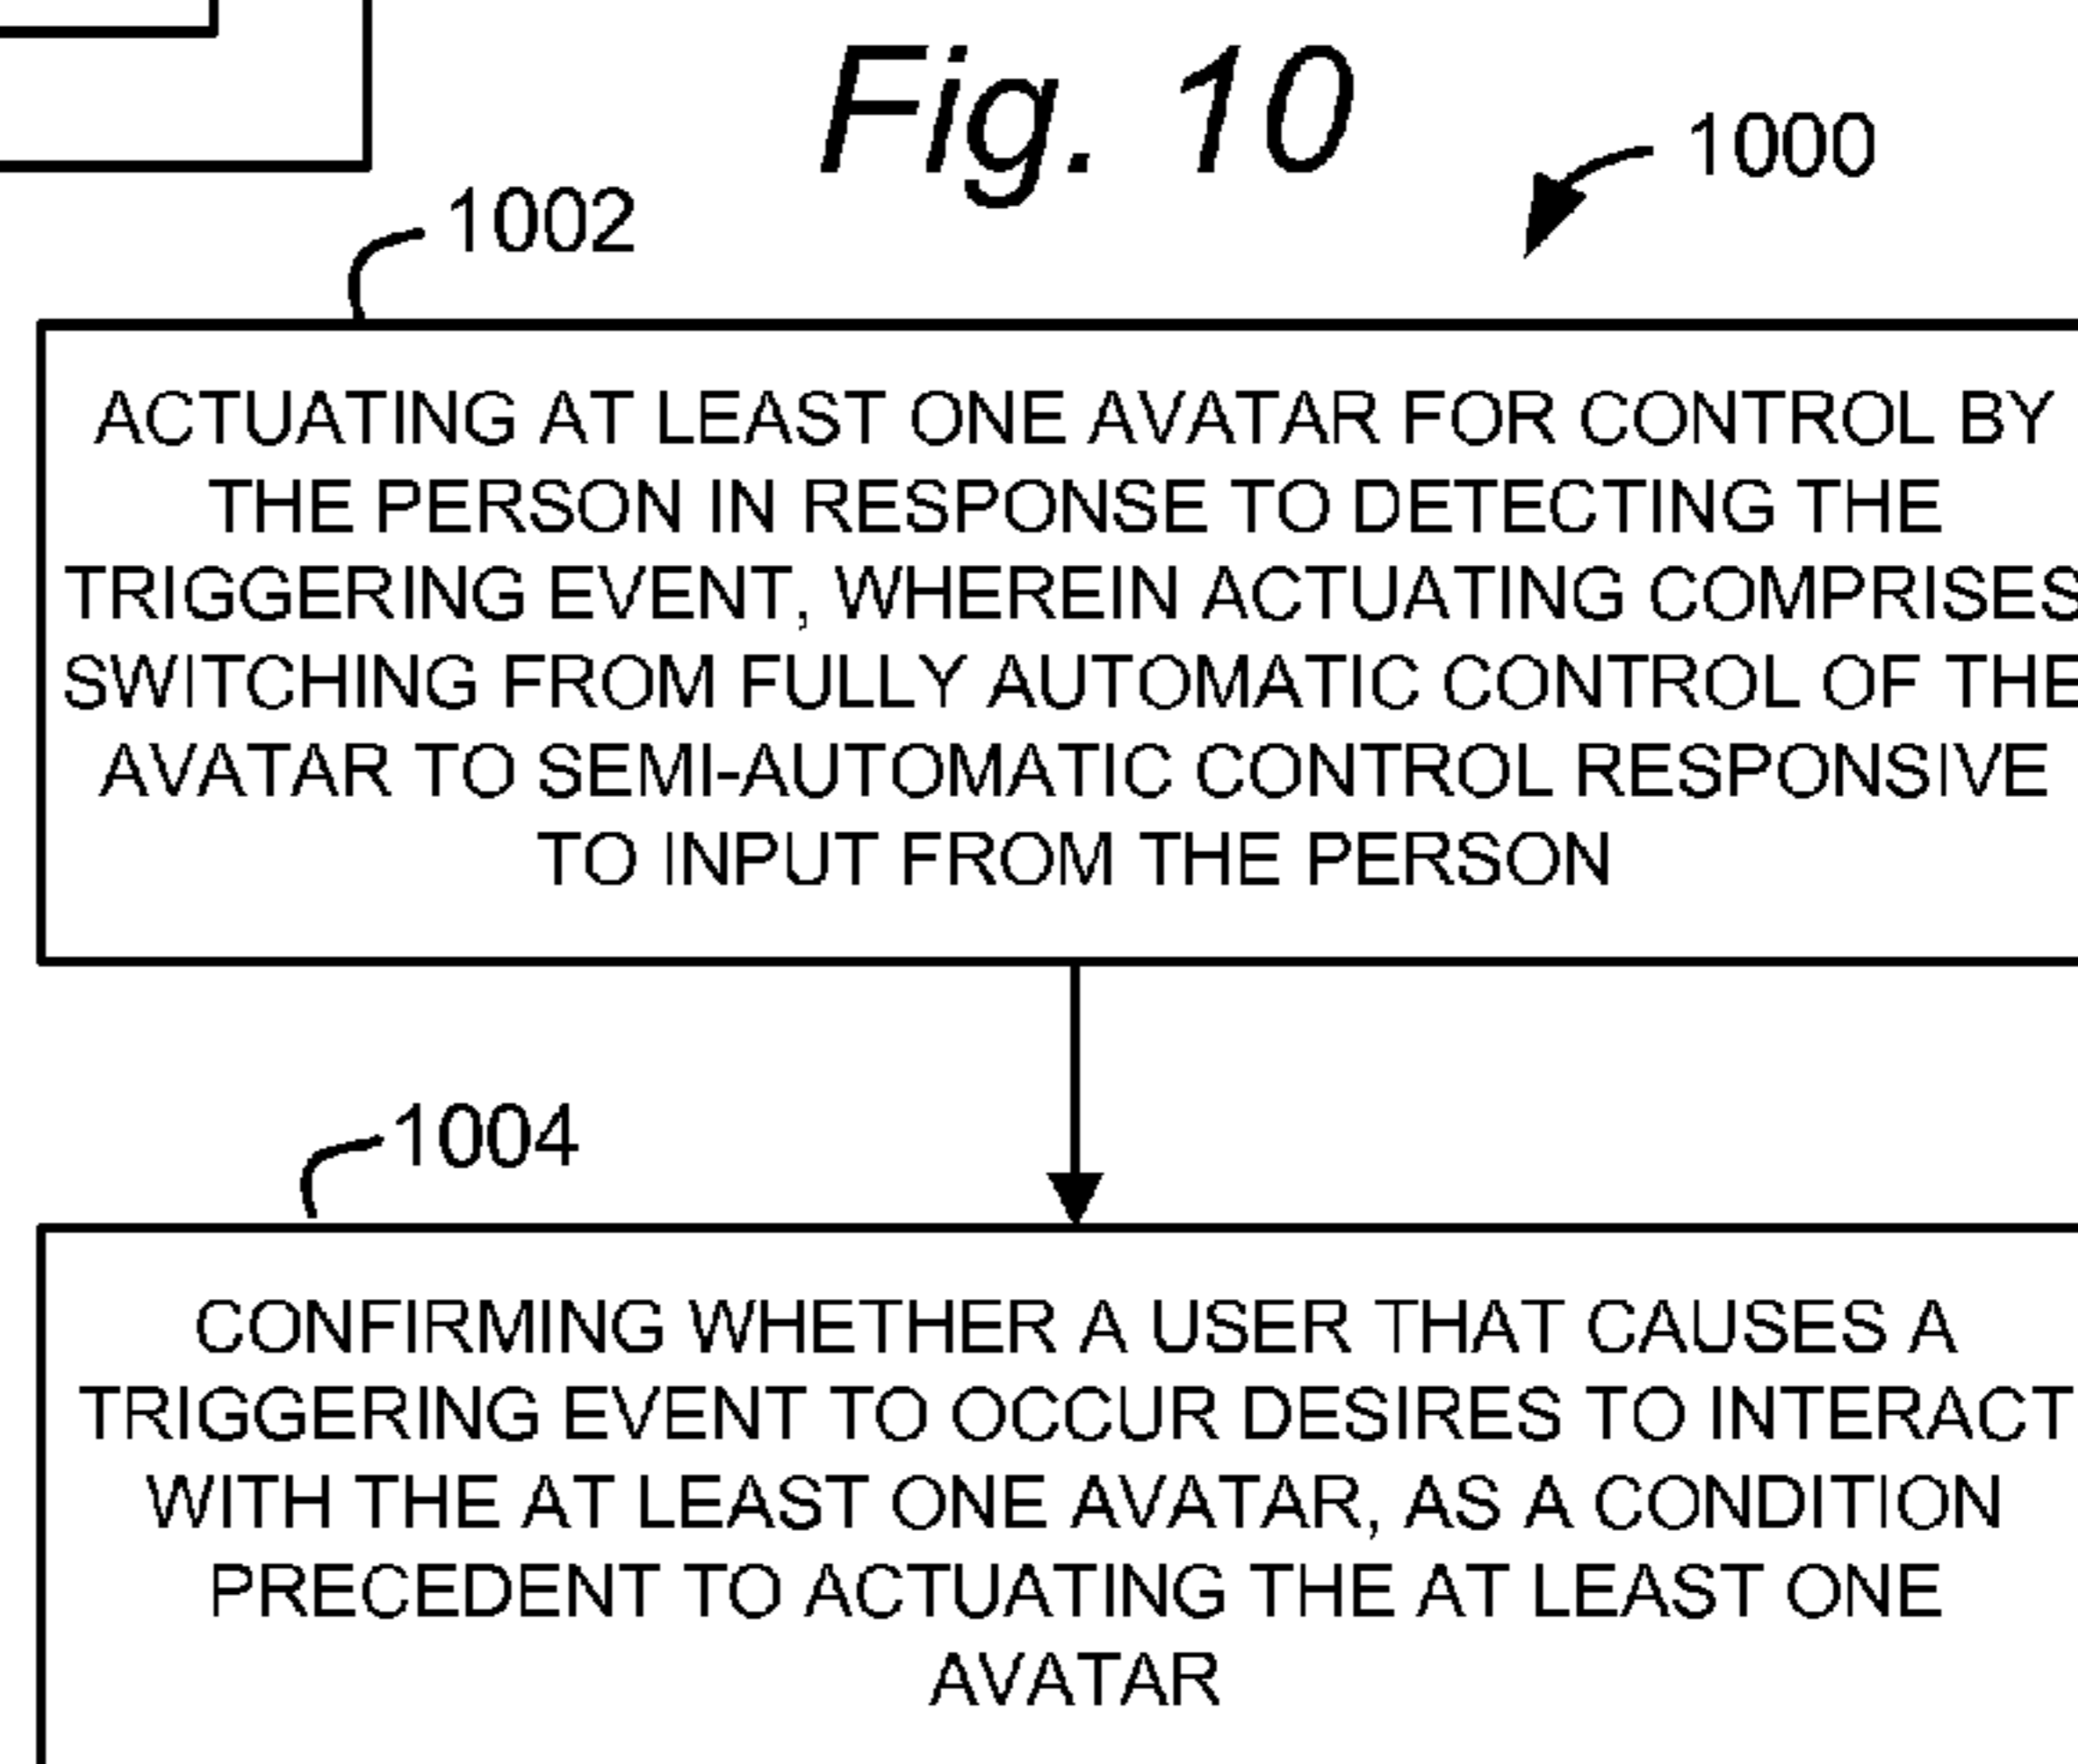 Fig. 10
1000
1002
ACTUATING AT LEAST ONE AVATAR FOR CONTROL BY
THE PERSON IN RESPONSE TO DETECTING THE
TRIGGERING EVENT, WHEREIN ACTUATING COMPRISES
SWITCHING FROM FULLY AUTOMATIC CONTROL OF THE
AVATAR TO SEMI-AUTOMATIC CONTROL RESPONSIVE
TO INPUT FROM THE PERSON
1004
CONFIRMING WHETHER A USER THAT CAUSES A
TRIGGERING EVENT TO OCCUR DESIRES TO INTERACT
WITH THE AT LEAST ONE AVATAR, AS A CONDITION
PRECEDENT TO ACTUATING THE AT LEAST ONE
AVATAR